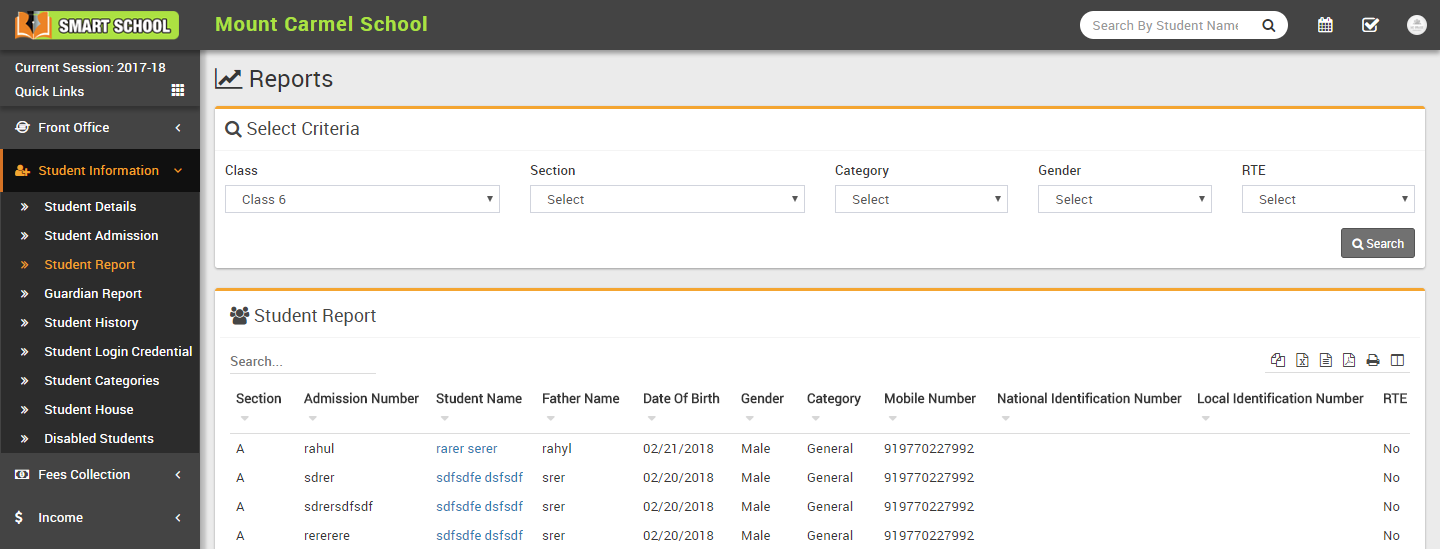 SMART SCHOOL
Mount Carmel School
Search By Student Name
Current Session: 2017-18
Quick Links
Front Office
Student Information
Student Details
Student Admission
Student Report
Guardian Report
Student History
Student Login Credential
Student Categories
Student House
Disabled Students
Fees Collection
Income
Reports
Select Criteria
Class Section Category Gender RTE
Class 6 Select Select Select Select
Search
Student Report
Search...
Section Admission Number Student Name Father Name Date Of Birth Gender Category Mobile Number National Identification Number Local Identification Number RTE
A rahul rarer serer rahyl 02/21/2018 Male General 919770227992 No
A sdrer sdfsdfe dsfsdf srer 02/20/2018 Male General 919770227992 No
A sdrersdfsdf sdfsdfe dsfsdf srer 02/20/2018 Male General 919770227992 No
A rererere sdfsdfe dsfsdf srer 02/20/2018 Male General 919770227992 No